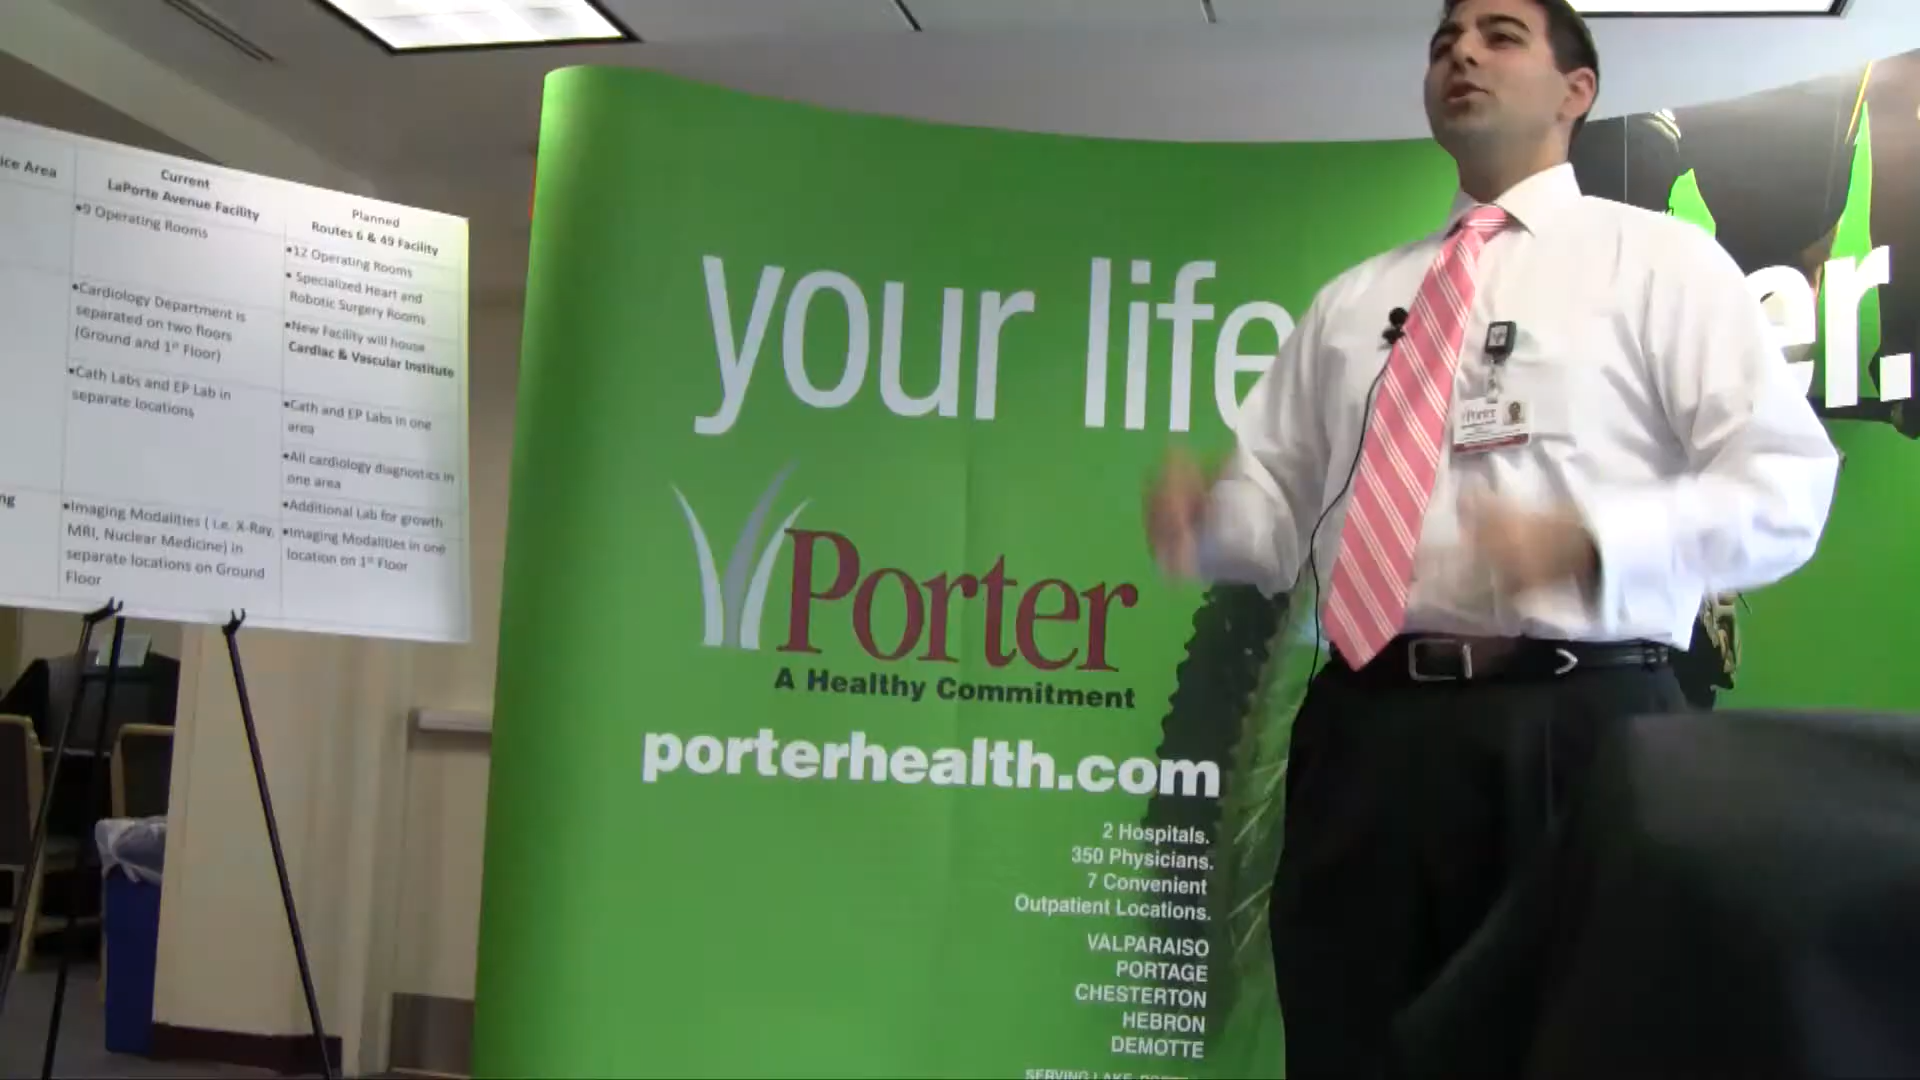 ice Area
Current
LaPorte Avenue Facility
Planned
Routes 6 & 49 Facility
•9 Operating Rooms
•12 Operating Rooms
• Specialized Heart and
Robotic Surgery Rooms
•Cardiology Department is
separated on two floors
(Ground and 1st Floor)
•New Facility will house
Cardiac & Vascular Institute
•Cath Labs and EP Lab in
separate locations
•Cath and EP Labs in one
area
•All cardiology diagnostics in
one area
•Additional Lab for growth
ng
•Imaging Modalities ( i.e. X-Ray,
MRI, Nuclear Medicine) in
separate locations on Ground
Floor
•Imaging Modalities in one
location on 1st Floor
your life
er.
Porter
A Healthy Commitment
porterhealth.com
2 Hospitals.
350 Physicians.
7 Convenient
Outpatient Locations.
VALPARAISO
PORTAGE
CHESTERTON
HEBRON
DEMOTTE
SERVING LAKE, PORTE
Porter